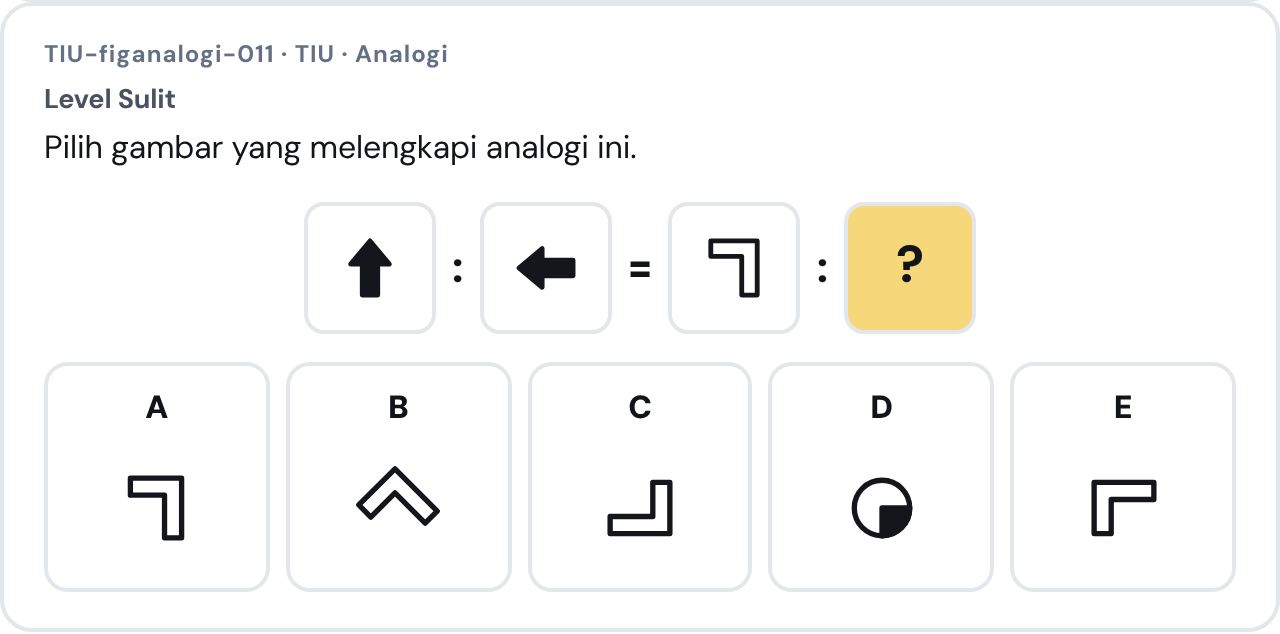 TIU-figanalogi-011 · TIU · Analogi
Level Sulit
Pilih gambar yang melengkapi analogi ini.
: = : ?
A B C D E